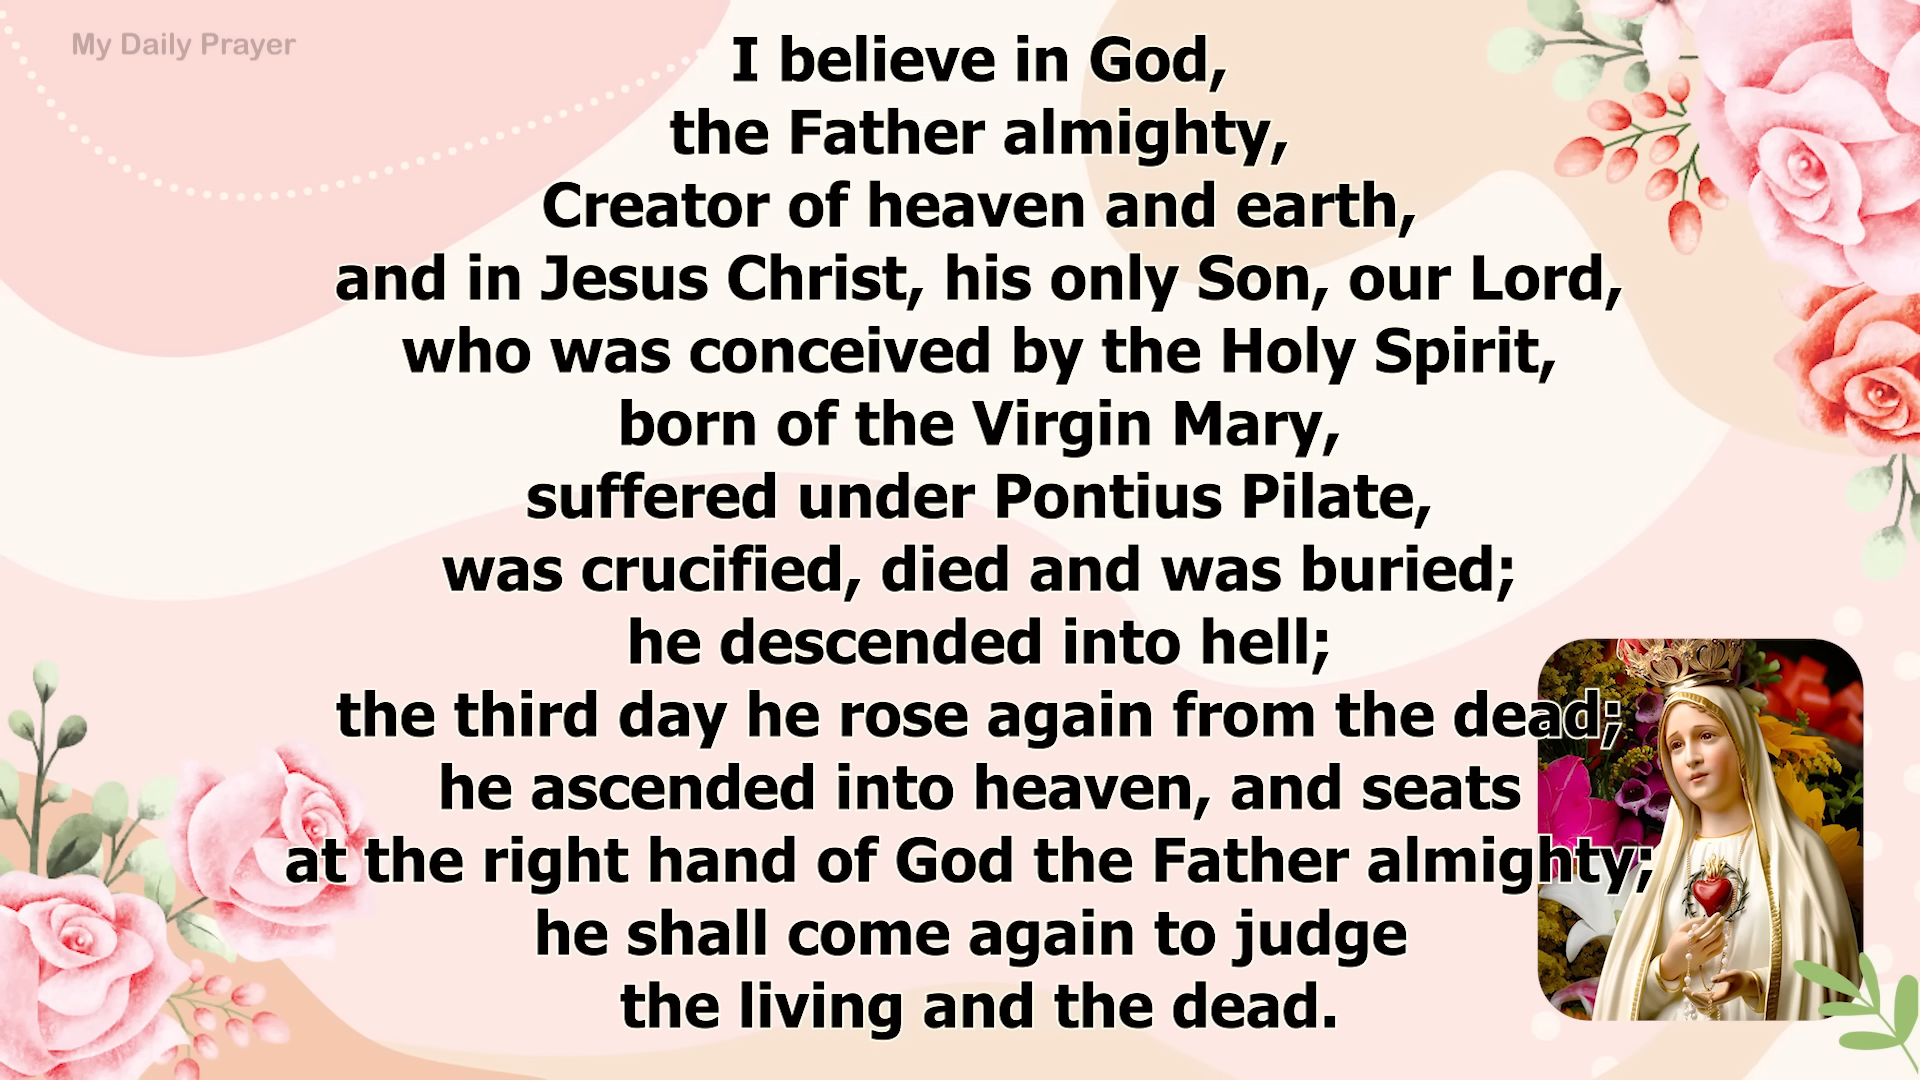 My Daily Prayer
I believe in God,
the Father almighty,
Creator of heaven and earth,
and in Jesus Christ, his only Son, our Lord,
who was conceived by the Holy Spirit,
born of the Virgin Mary,
suffered under Pontius Pilate,
was crucified, died and was buried;
he descended into hell;
the third day he rose again from the dead;
he ascended into heaven, and seats
at the right hand of God the Father almighty;
he shall come again to judge
the living and the dead.